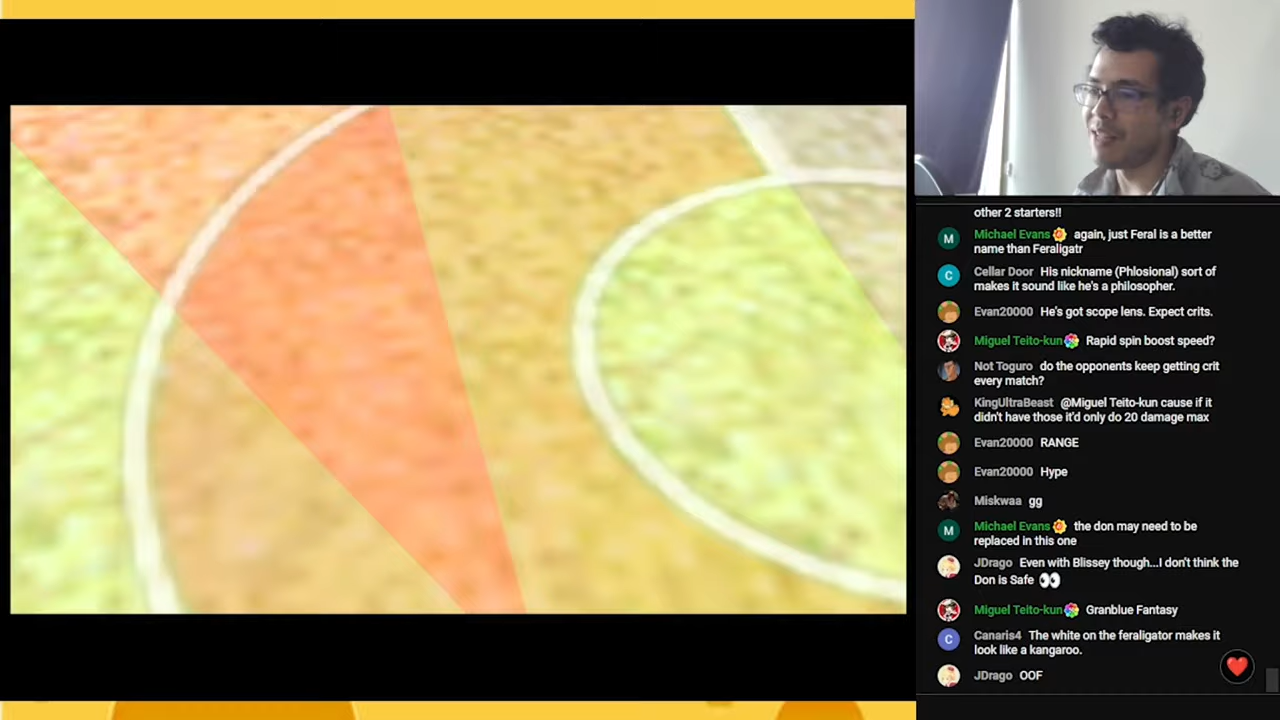 other 2 starters!!
M Michael Evans again, just Feral is a better
name than Feraligatr
C Cellar Door His nickname (Phlosional) sort of
makes it sound like he's a philosopher.
Evan20000 He's got scope lens. Expect crits.
Miguel Teito-kun Rapid spin boost speed?
Not Toguro do the opponents keep getting crit
every match?
KingUltraBeast @Miguel Teito-kun cause if it
didn't have those it'd only do 20 damage max
Evan20000 RANGE
Evan20000 Hype
Miskwaa gg
M Michael Evans the don may need to be
replaced in this one
JDrago Even with Blissey though...I don't think the
Don is Safe 👀
Miguel Teito-kun Granblue Fantasy
C Canaris4 The white on the feraligator makes it
look like a kangaroo.
JDrago OOF